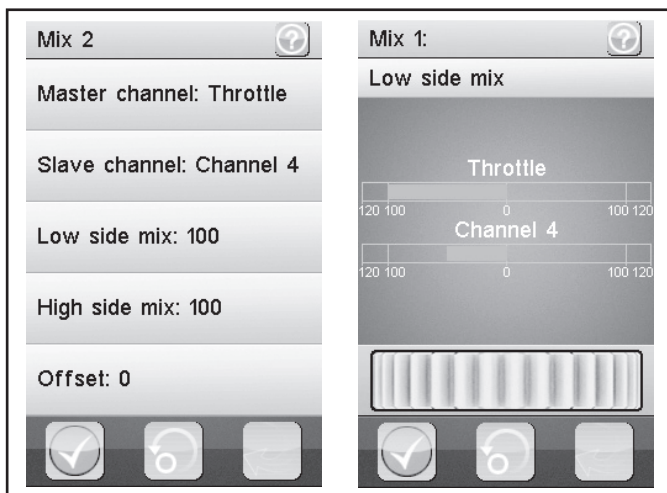 Mix 2
?
Master channel: Throttle
Slave channel: Channel 4
Low side mix: 100
High side mix: 100
Offset: 0
Mix 1:
?
Low side mix
Throttle
120 100 0 100 120
Channel 4
120 100 0 100 120